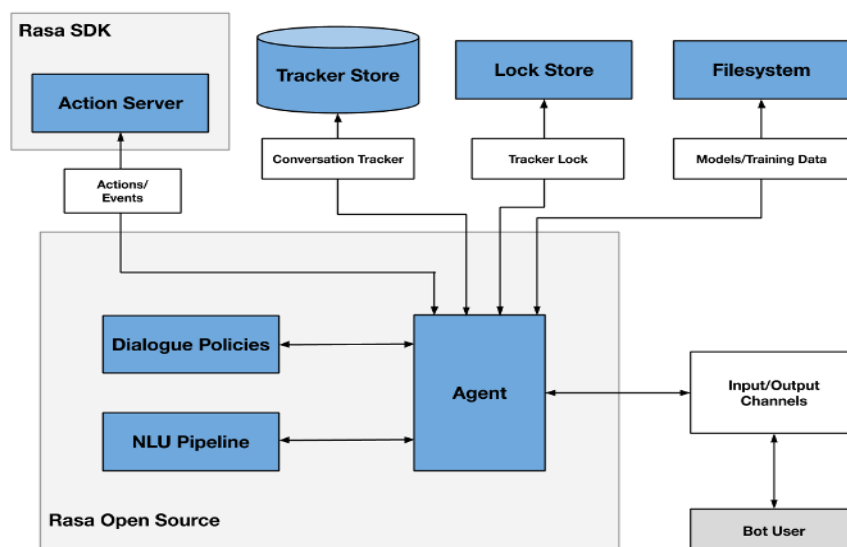 Rasa SDK
Action Server
Tracker Store
Lock Store
Filesystem
Conversation Tracker
Tracker Lock
Models/Training Data
Actions/
Events
Dialogue Policies
Agent
NLU Pipeline
Input/Output
Channels
Rasa Open Source
Bot User